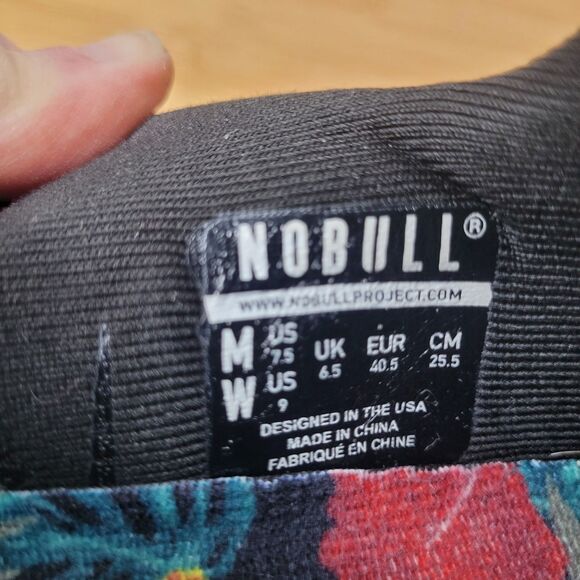 NOBULL®
WWW.NOBULLPROJECT.COM
M US 7.5 UK 6.5 EUR 40.5 CM 25.5
W US 9
DESIGNED IN THE USA
MADE IN CHINA
FABRIQUÉ EN CHINE